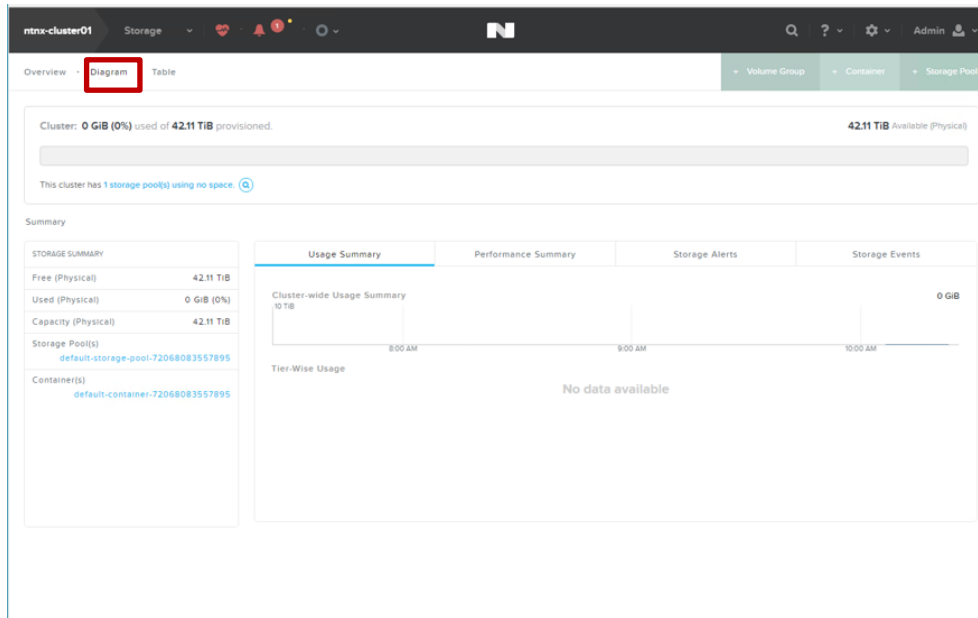 ntnx-cluster01 Storage 1 ? Admin
Overview · Diagram Table + Volume Group + Container + Storage Pool
Cluster: 0 GiB (0%) used of 42.11 TiB provisioned. 42.11 TiB Available (Physical)
This cluster has 1 storage pool(s) using no space.
Summary
STORAGE SUMMARY
Free (Physical) 42.11 TiB
Used (Physical) 0 GiB (0%)
Capacity (Physical) 42.11 TiB
Storage Pool(s)
default-storage-pool-72068083557895
Container(s)
default-container-72068083557895
Usage Summary Performance Summary Storage Alerts Storage Events
Cluster-wide Usage Summary 0 GiB
10 TiB
8:00 AM 9:00 AM 10:00 AM
Tier-Wise Usage
No data available